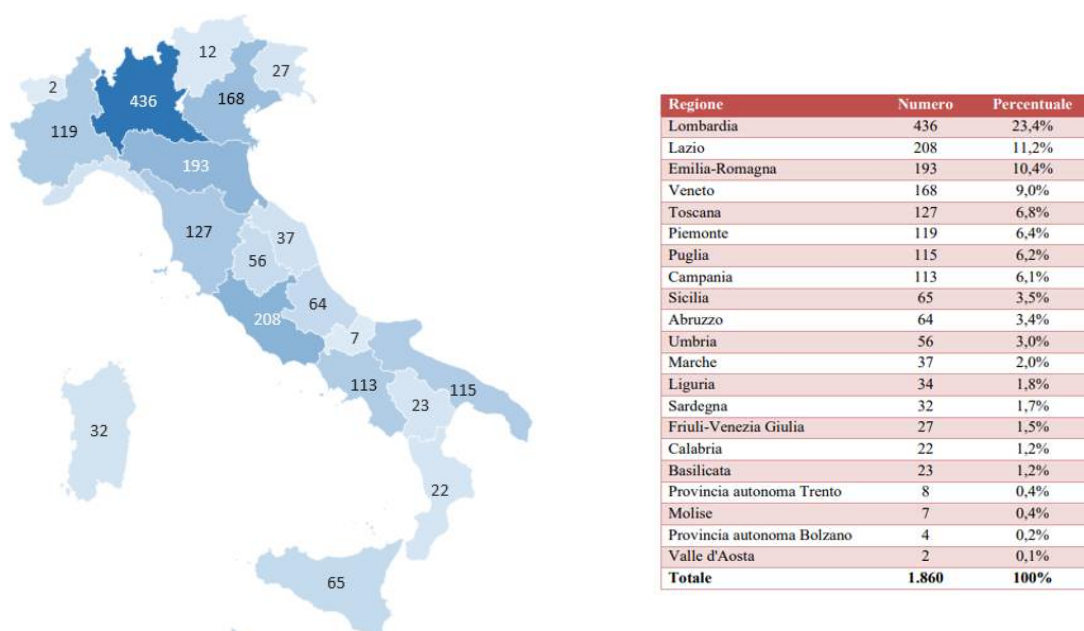 12
2
27
436
168
119
193
37
127
56
64
208
7
113
115
23
32
22
65
Regione Numero Percentuale
Lombardia 436 23,4%
Lazio 208 11,2%
Emilia-Romagna 193 10,4%
Veneto 168 9,0%
Toscana 127 6,8%
Piemonte 119 6,4%
Puglia 115 6,2%
Campania 113 6,1%
Sicilia 65 3,5%
Abruzzo 64 3,4%
Umbria 56 3,0%
Marche 37 2,0%
Liguria 34 1,8%
Sardegna 32 1,7%
Friuli-Venezia Giulia 27 1,5%
Calabria 22 1,2%
Basilicata 23 1,2%
Provincia autonoma Trento 8 0,4%
Molise 7 0,4%
Provincia autonoma Bolzano 4 0,2%
Valle d'Aosta 2 0,1%
Totale 1.860 100%